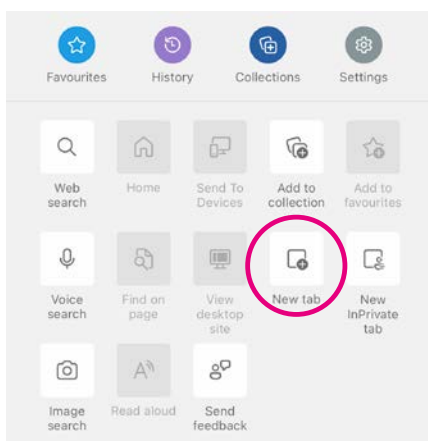 Favourites History Collections Settings
Web Home Send To Add to Add to
search Devices collection favourites
Voice Find on View New tab New
search page desktop InPrivate
site tab
Image Read aloud Send
search feedback